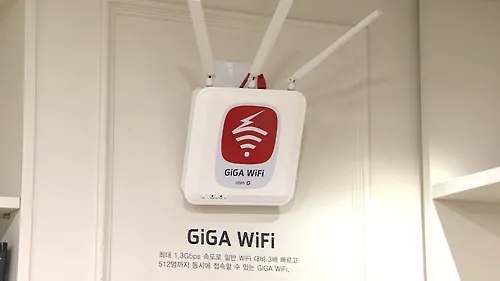 GiGA WiFi
olleh
GiGA WiFi
최대 1.3Gbps 속도로 일반 WiFi 대비 3배 빠르고
512명까지 동시에 접속할 수 있는 GiGA WiFi.